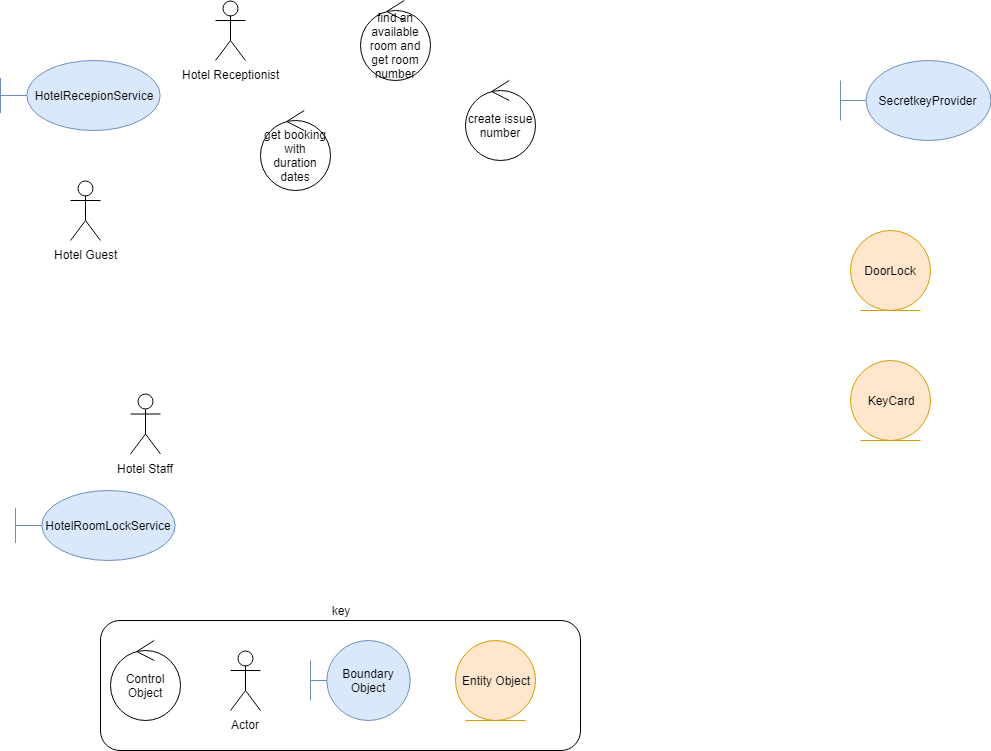 find an
available
room and
get room
number
Hotel Receptionist
HotelRecepionService
SecretkeyProvider
create issue
number
get booking
with
duration
dates
Hotel Guest
DoorLock
KeyCard
Hotel Staff
HotelRoomLockService
key
Control
Object
Actor
Boundary
Object
Entity Object